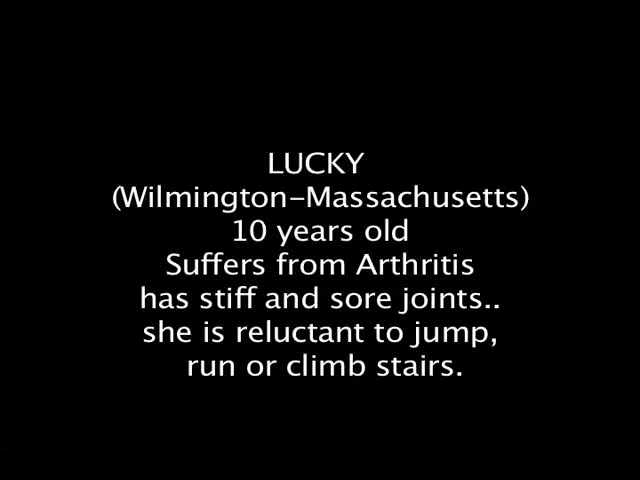 LUCKY
(Wilmington-Massachusetts)
10 years old
Suffers from Arthritis
has stiff and sore joints..
she is reluctant to jump,
run or climb stairs.